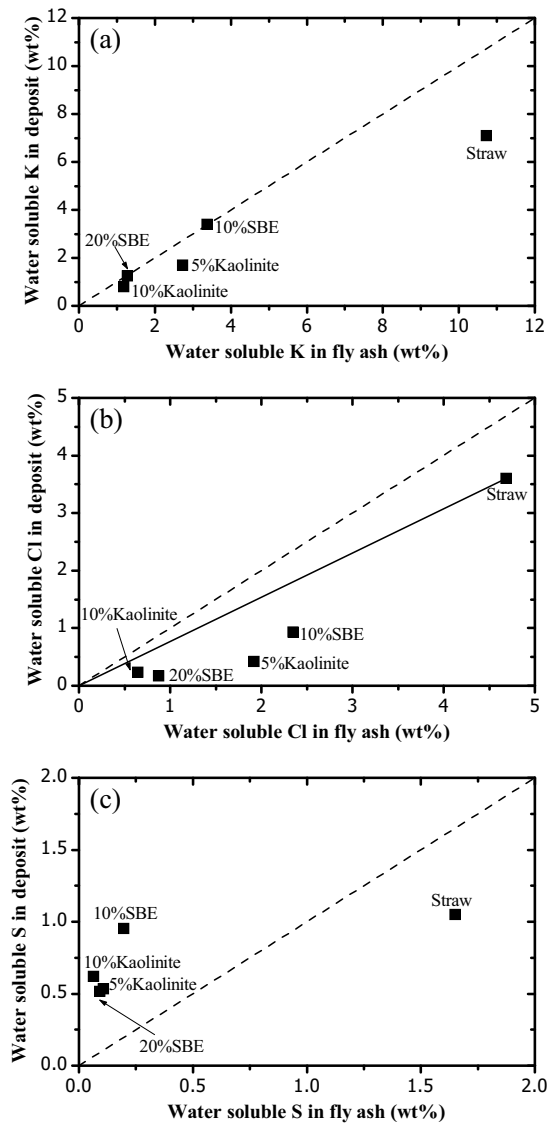 (a)
Water soluble K in deposit (wt%)
12
10
8
6
4
2
0
Straw
10%SBE
20%SBE
5%Kaolinite
10%Kaolinite
0 2 4 6 8 10 12
Water soluble K in fly ash (wt%)
(b)
Water soluble Cl in deposit (wt%)
5
4
3
2
1
0
Straw
10%Kaolinite
10%SBE
5%Kaolinite
20%SBE
0 1 2 3 4 5
Water soluble Cl in fly ash (wt%)
(c)
Water soluble S in deposit (wt%)
2.0
1.5
1.0
0.5
0.0
10%SBE
Straw
10%Kaolinite
5%Kaolinite
20%SBE
0.0 0.5 1.0 1.5 2.0
Water soluble S in fly ash (wt%)